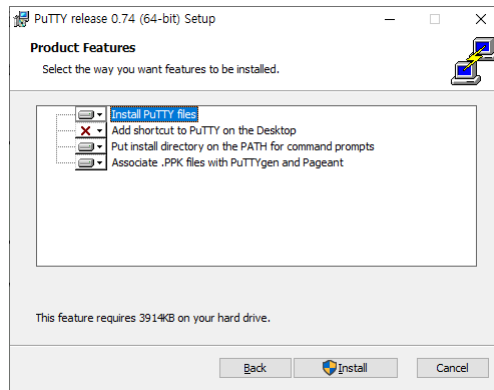 PuTTY release 0.74 (64-bit) Setup
Product Features
Select the way you want features to be installed.
Install PuTTY files
Add shortcut to PuTTY on the Desktop
Put install directory on the PATH for command prompts
Associate .PPK files with PuTTYgen and Pageant
This feature requires 3914KB on your hard drive.
Back
Install
Cancel